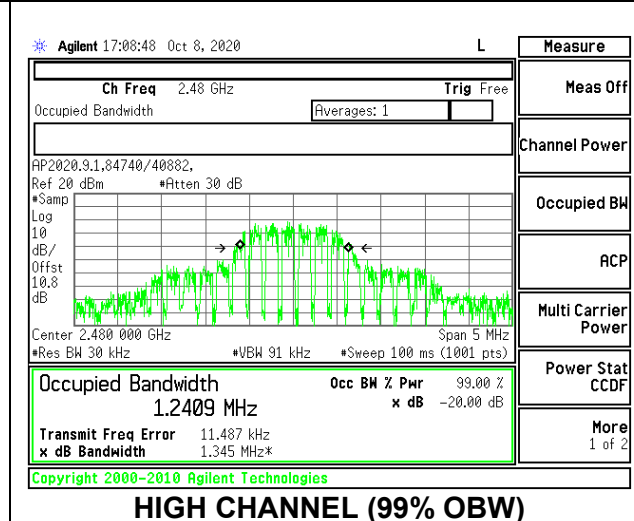 Agilent 17:08:48 Oct 8, 2020 L
Measure
Ch Freq 2.48 GHz Trig Free
Meas Off
Occupied Bandwidth Averages: 1
Channel Power
AP2020.9.1,84740/40882,
Ref 20 dBm #Atten 30 dB
#Samp
Occupied BW
Log
10
dB/
ACP
Offst
10.8
dB
Multi Carrier
Power
Center 2.480 000 GHz Span 5 MHz
#Res BW 30 kHz #VBW 91 kHz #Sweep 100 ms (1001 pts)
Power Stat
CCDF
Occupied Bandwidth Occ BW % Pwr 99.00 %
1.2409 MHz x dB -20.00 dB
More
1 of 2
Transmit Freq Error 11.487 kHz
x dB Bandwidth 1.345 MHz*
Copyright 2000-2010 Agilent Technologies
HIGH CHANNEL (99% OBW)